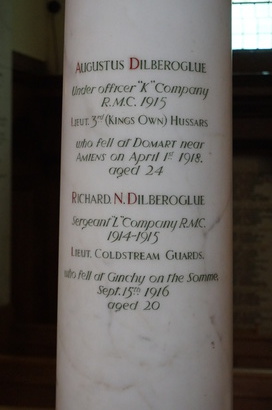 Augustus Dilberoglue
Under officer "K" Company
R.M.C. 1915
Lieut. 3rd (Kings Own) Hussars
who fell at Domart near
Amiens on April 1st 1918.
aged 24
Richard. N. Dilberoglue
Sergeant "L" Company R.M.C.
1914-1915
Lieut. Coldstream Guards.
who fell at Ginchy on the Somme.
Sept. 15th 1916
aged 20